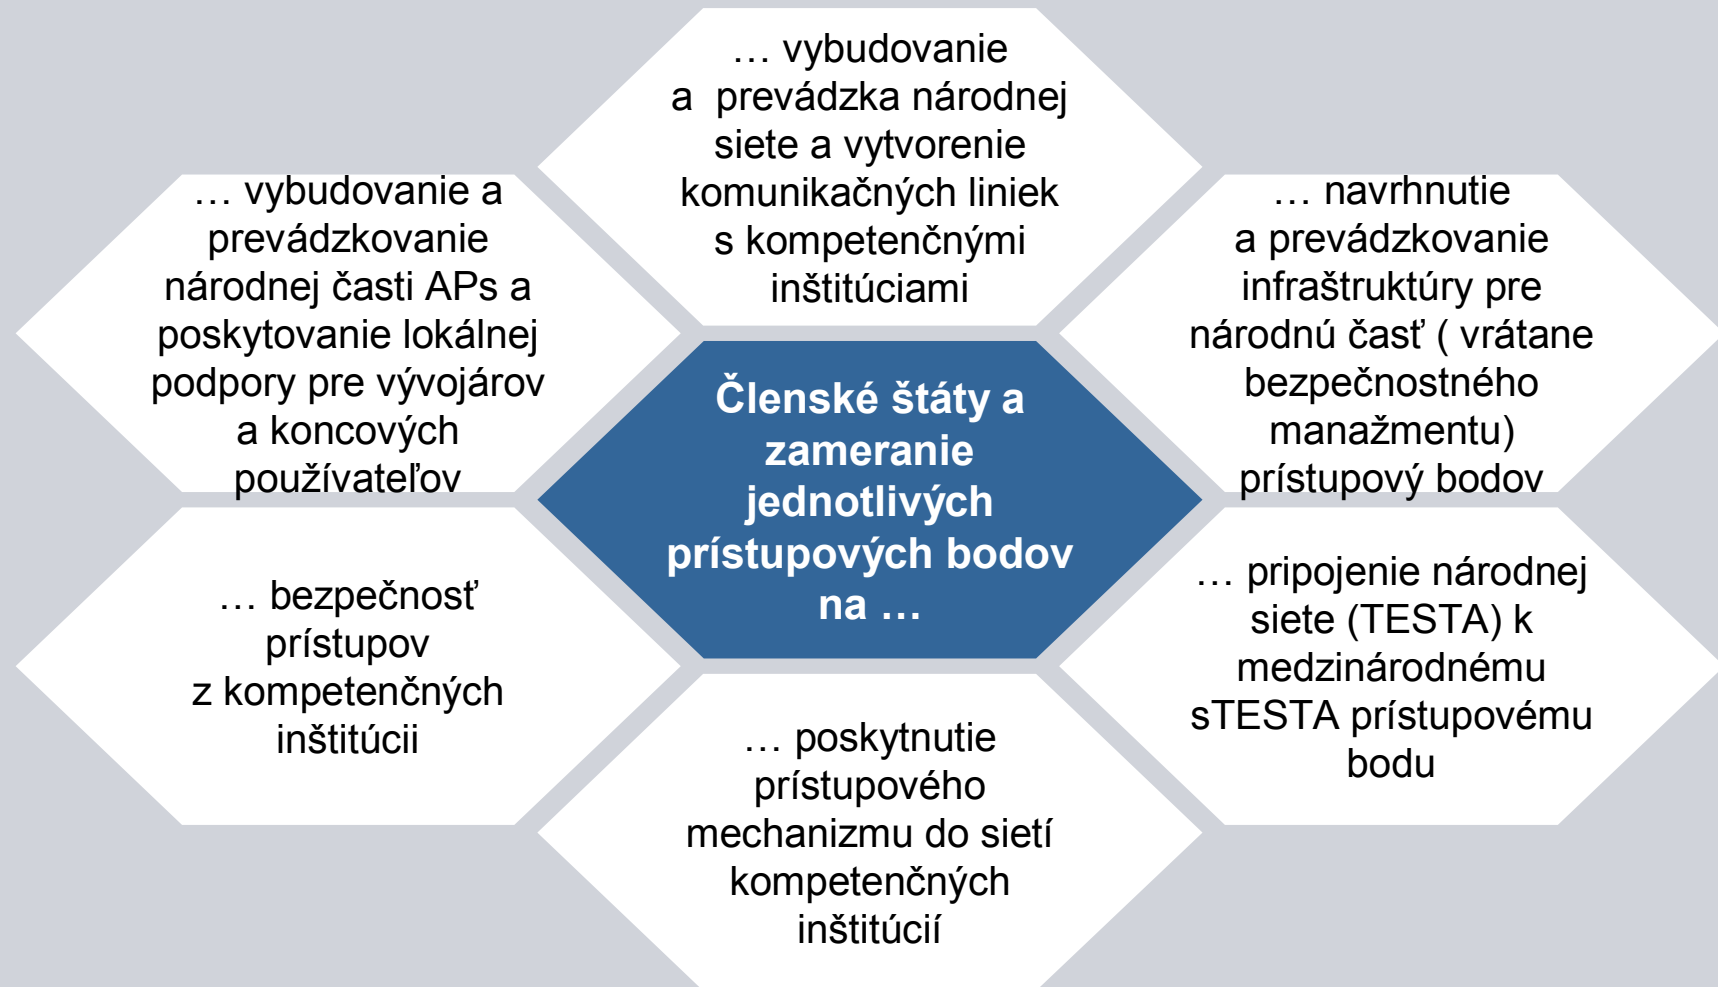 … vybudovanie
a prevádzka národnej
siete a vytvorenie
komunikačných liniek
s kompetenčnými
inštitúciami
… vybudovanie a
prevádzkovanie
národnej časti APs a
poskytovanie lokálnej
podpory pre vývojárov
a koncových
používateľov
… navrhnutie
a prevádzkovanie
infraštruktúry pre
národnú časť ( vrátane
bezpečnostného
manažmentu)
prístupový bodov
Členské štáty a
zameranie
jednotlivých
prístupových bodov
na …
… bezpečnosť
prístupov
z kompetenčných
inštitúcii
… pripojenie národnej
siete (TESTA) k
medzinárodnému
sTESTA prístupovému
bodu
… poskytnutie
prístupového
mechanizmu do sietí
kompetenčných
inštitúcií